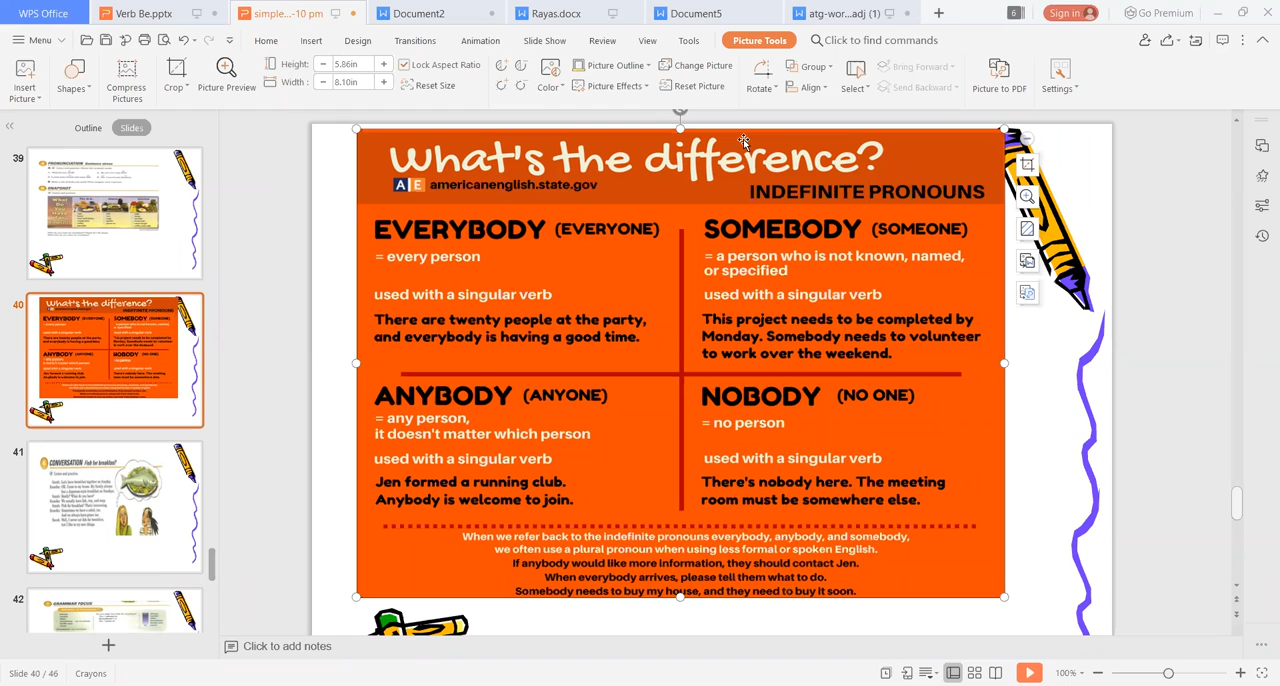 WPS Office
Verb Be.pptx
simple...-10 pm
Document2
Rayas.docx
Document5
atg-wor...adj (1)
6
Sign in
Go Premium
Menu
Home
Insert
Design
Transitions
Animation
Slide Show
Review
View
Tools
Picture Tools
Click to find commands
Insert Picture
Shapes
Compress Pictures
Crop
Picture Preview
Height: 5.86in
Width : 8.10in
Lock Aspect Ratio
Reset Size
Color
Picture Outline
Picture Effects
Change Picture
Reset Picture
Rotate
Group
Align
Select
Bring Forward
Send Backward
Picture to PDF
Settings
Outline
Slides
39
40
41
42
What's the difference?
AE americanenglish.state.gov
INDEFINITE PRONOUNS
EVERYBODY (EVERYONE)
= every person
used with a singular verb
There are twenty people at the party,
and everybody is having a good time.
SOMEBODY (SOMEONE)
= a person who is not known, named,
or specified
used with a singular verb
This project needs to be completed by
Monday. Somebody needs to volunteer
to work over the weekend.
ANYBODY (ANYONE)
= any person,
it doesn't matter which person
used with a singular verb
Jen formed a running club.
Anybody is welcome to join.
NOBODY (NO ONE)
= no person
used with a singular verb
There's nobody here. The meeting
room must be somewhere else.
When we refer back to the indefinite pronouns everybody, anybody, and somebody,
we often use a plural pronoun when using less formal or spoken English.
If anybody would like more information, they should contact Jen.
When everybody arrives, please tell them what to do.
Somebody needs to buy my house, and they need to buy it soon.
Click to add notes
Slide 40 / 46
Crayons
100%